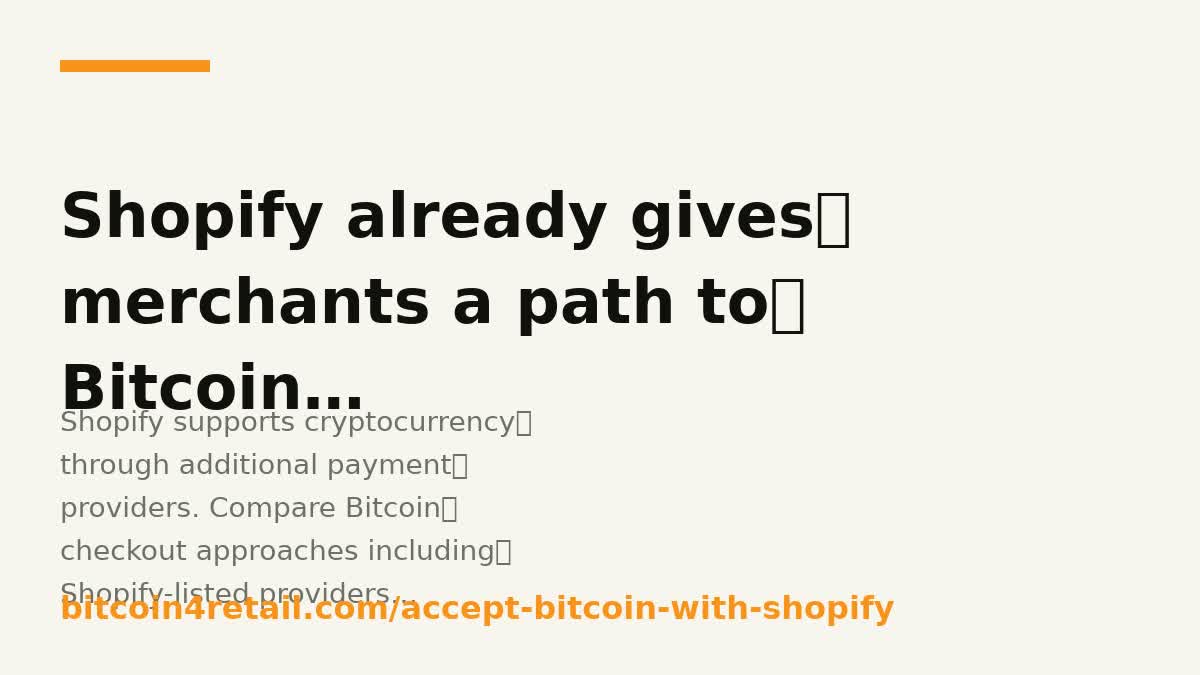 Shopify already gives
merchants a path to
Bitcoin…
Shopify supports cryptocurrency
through additional payment
providers. Compare Bitcoin
checkout approaches including
Shopify-listed providers…
bitcoin4retail.com/accept-bitcoin-with-shopify